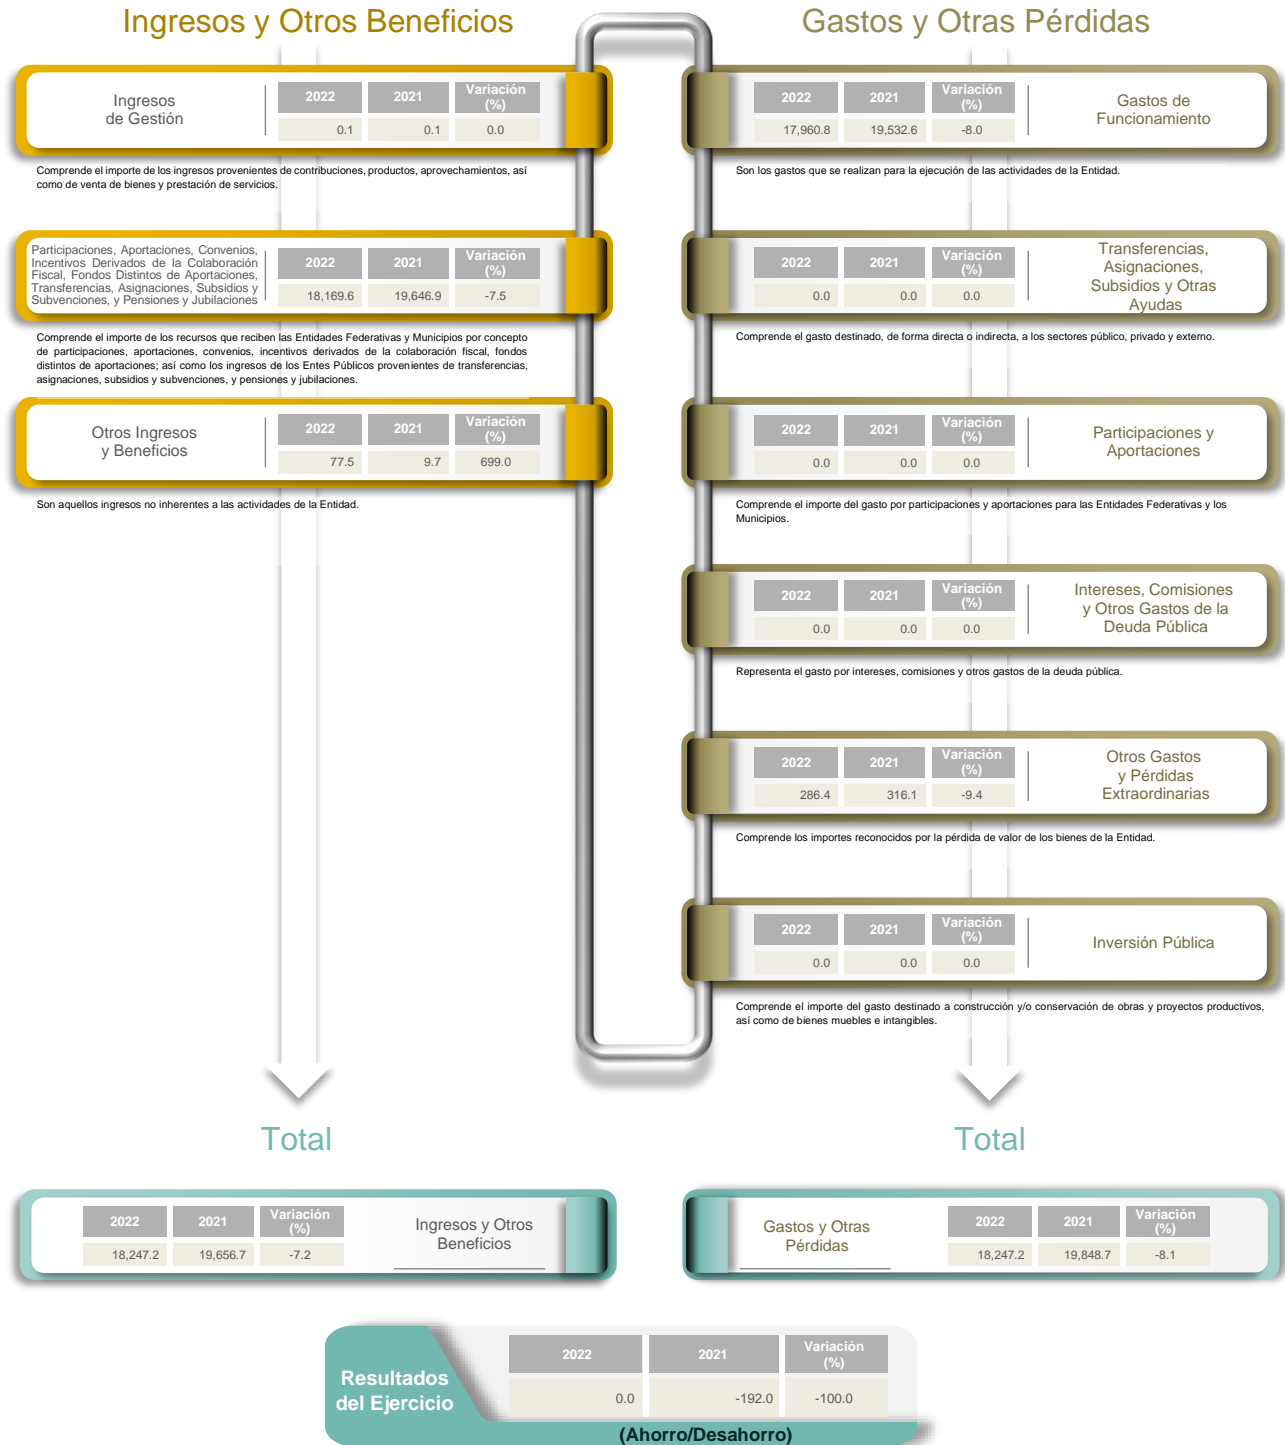 Ingresos y Otros Beneficios
Ingresos
de Gestión
2022 2021 Variación (%)
0.1 0.1 0.0
Comprende el importe de los ingresos provenientes de contribuciones, productos, aprovechamientos, así
como de venta de bienes y prestación de servicios.
Participaciones, Aportaciones, Convenios,
Incentivos Derivados de la Colaboración
Fiscal, Fondos Distintos de Aportaciones,
Transferencias, Asignaciones, Subsidios y
Subvenciones, y Pensiones y Jubilaciones
2022 2021 Variación (%)
18,169.6 19,646.9 -7.5
Comprende el importe de los recursos que reciben las Entidades Federativas y Municipios por concepto
de participaciones, aportaciones, convenios, incentivos derivados de la colaboración fiscal, fondos
distintos de aportaciones; así como los ingresos de los Entes Públicos provenientes de transferencias,
asignaciones, subsidios y subvenciones, y pensiones y jubilaciones.
Otros Ingresos
y Beneficios
2022 2021 Variación (%)
77.5 9.7 699.0
Son aquellos ingresos no inherentes a las actividades de la Entidad.
Gastos y Otras Pérdidas
2022 2021 Variación (%)
17,960.8 19,532.6 -8.0
Gastos de
Funcionamiento
Son los gastos que se realizan para la ejecución de las actividades de la Entidad.
2022 2021 Variación (%)
0.0 0.0 0.0
Transferencias,
Asignaciones,
Subsidios y Otras
Ayudas
Comprende el gasto destinado, de forma directa o indirecta, a los sectores público, privado y externo.
2022 2021 Variación (%)
0.0 0.0 0.0
Participaciones y
Aportaciones
Comprende el importe del gasto por participaciones y aportaciones para las Entidades Federativas y los
Municipios.
2022 2021 Variación (%)
0.0 0.0 0.0
Intereses, Comisiones
y Otros Gastos de la
Deuda Pública
Representa el gasto por intereses, comisiones y otros gastos de la deuda pública.
2022 2021 Variación (%)
286.4 316.1 -9.4
Otros Gastos
y Pérdidas
Extraordinarias
Comprende los importes reconocidos por la pérdida de valor de los bienes de la Entidad.
2022 2021 Variación (%)
0.0 0.0 0.0
Inversión Pública
Comprende el importe del gasto destinado a construcción y/o conservación de obras y proyectos productivos,
así como de bienes muebles e intangibles.
Total
2022 2021 Variación (%)
18,247.2 19,656.7 -7.2
Ingresos y Otros
Beneficios
Total
Gastos y Otras
Pérdidas
2022 2021 Variación (%)
18,247.2 19,848.7 -8.1
Resultados
del Ejercicio
2022 2021 Variación (%)
0.0 -192.0 -100.0
(Ahorro/Desahorro)